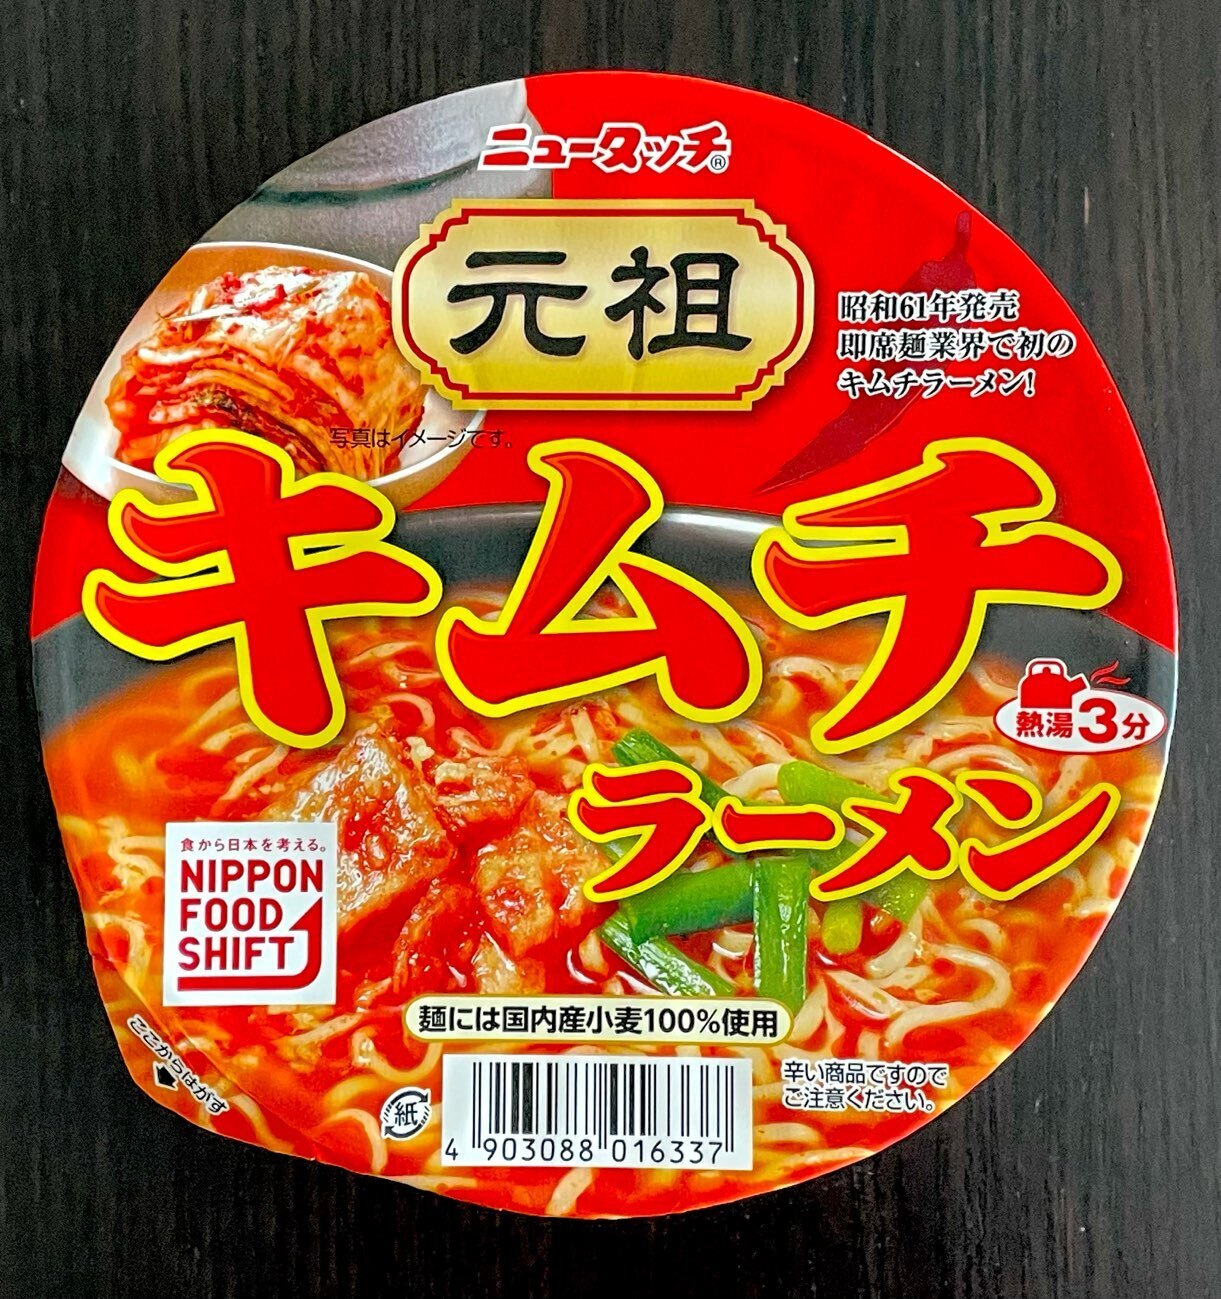 ニュータッチ®
元祖
昭和61年発売
即席麺業界で初の
キムチラーメン!
写真はイメージです。
キムチ
熱湯3分
ラーメン
食から日本を考える。
NIPPON
FOOD
SHIFT
麺には国内産小麦100%使用
ここからはがす
紙
辛い商品ですので
ご注意ください。
4 903088 016337